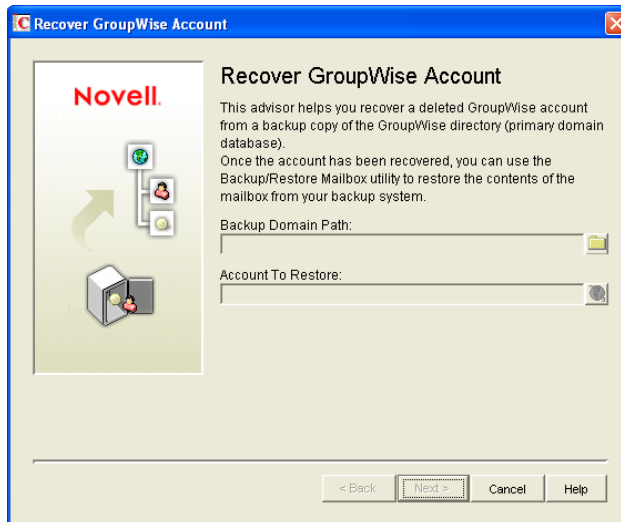 Recover GroupWise Account
Novell.
Recover GroupWise Account
This advisor helps you recover a deleted GroupWise account
from a backup copy of the GroupWise directory (primary domain
database).
Once the account has been recovered, you can use the
Backup/Restore Mailbox utility to restore the contents of the
mailbox from your backup system.
Backup Domain Path:
Account To Restore:
< Back
Next >
Cancel
Help